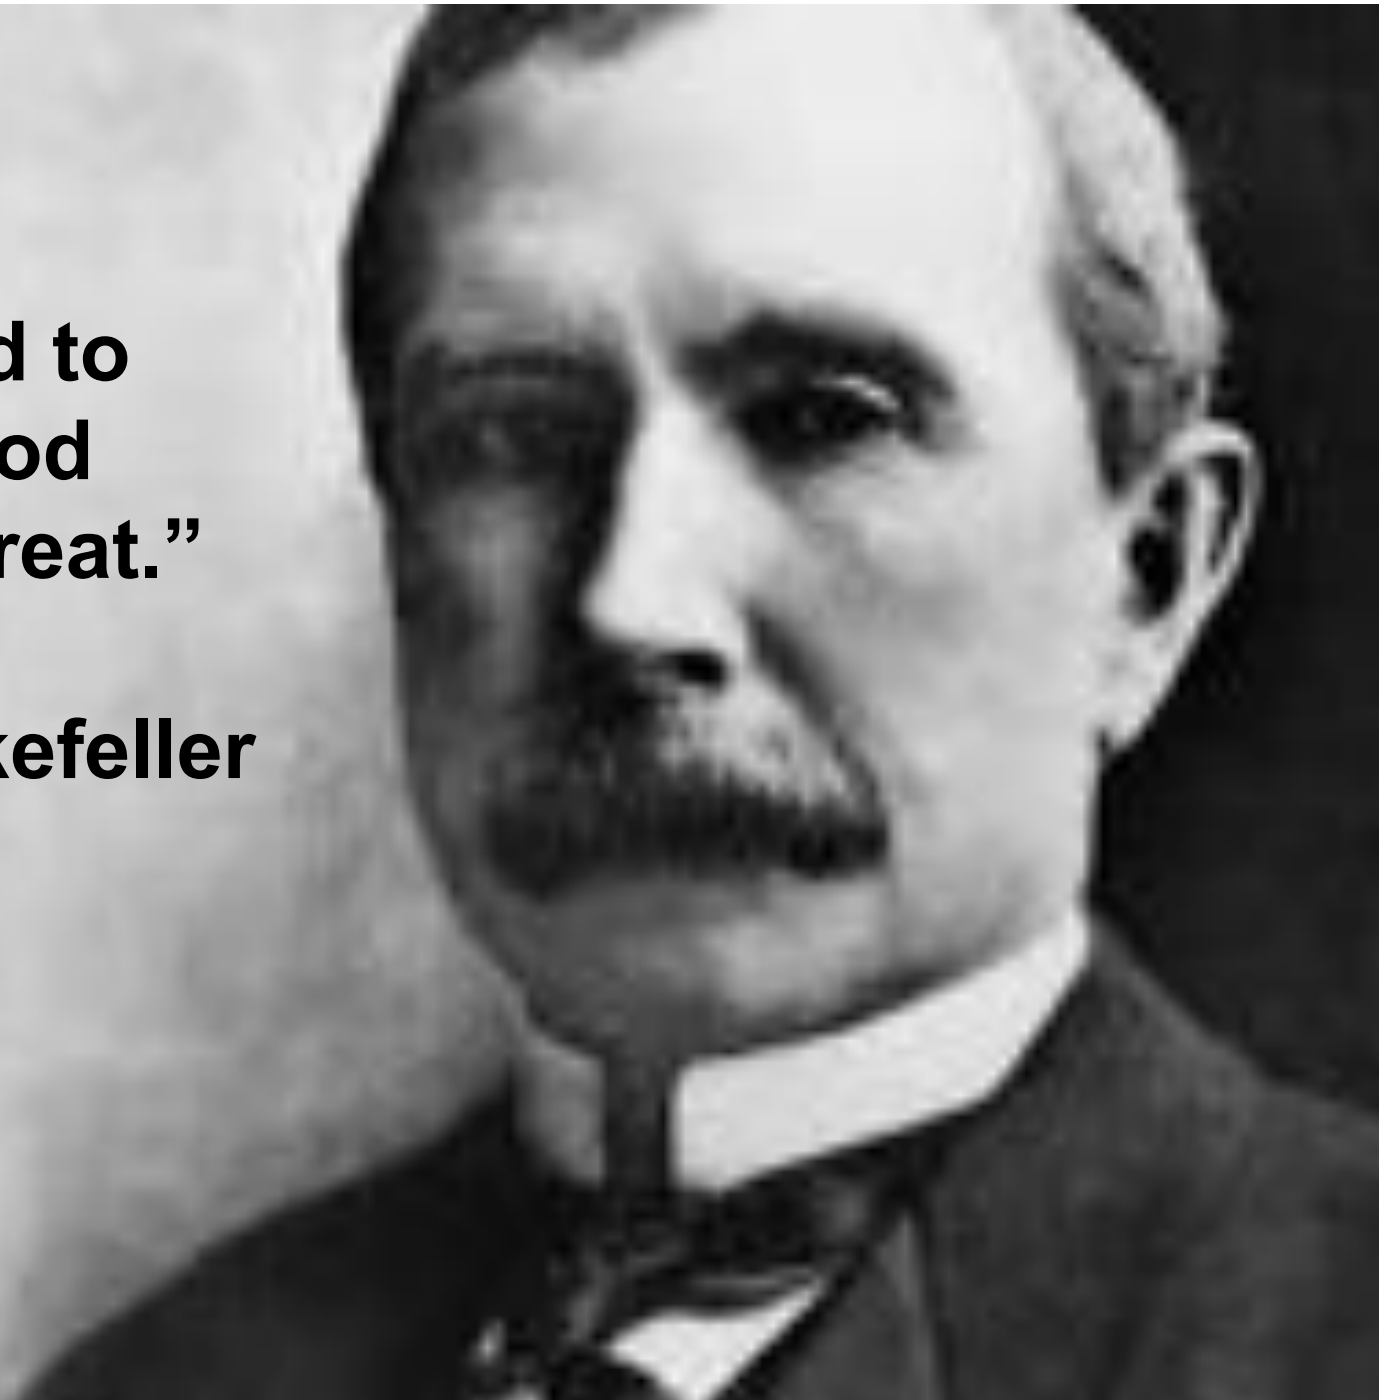 d to
od
reat.”
kefeller